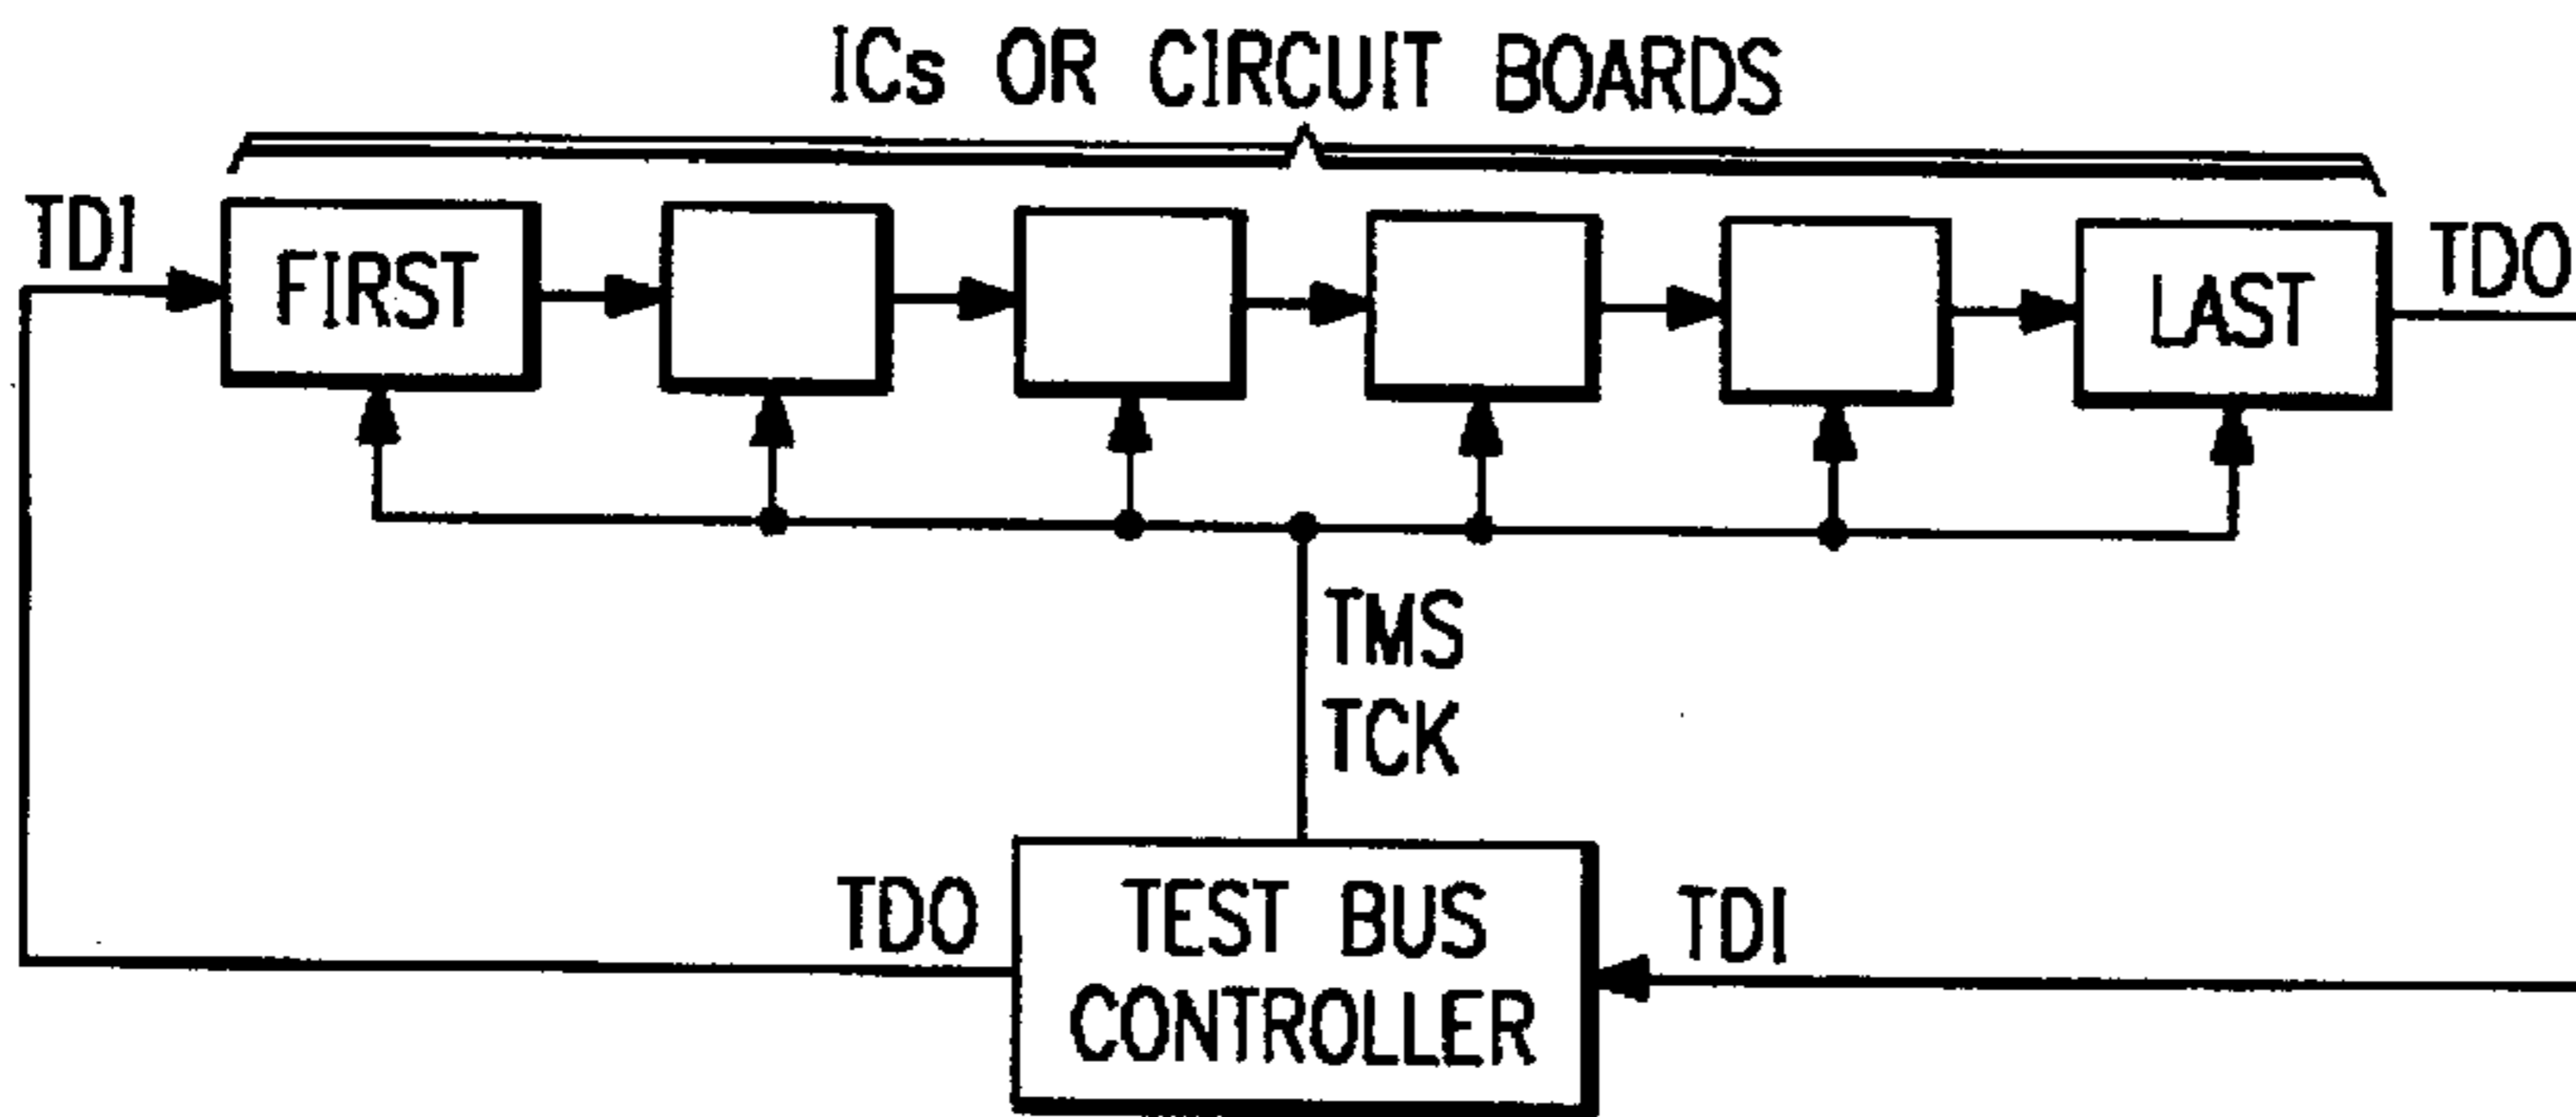 ICs OR CIRCUIT BOARDS
TDI
FIRST
LAST
TDO
TMS
TCK
TDO
TEST BUS
CONTROLLER
TDI